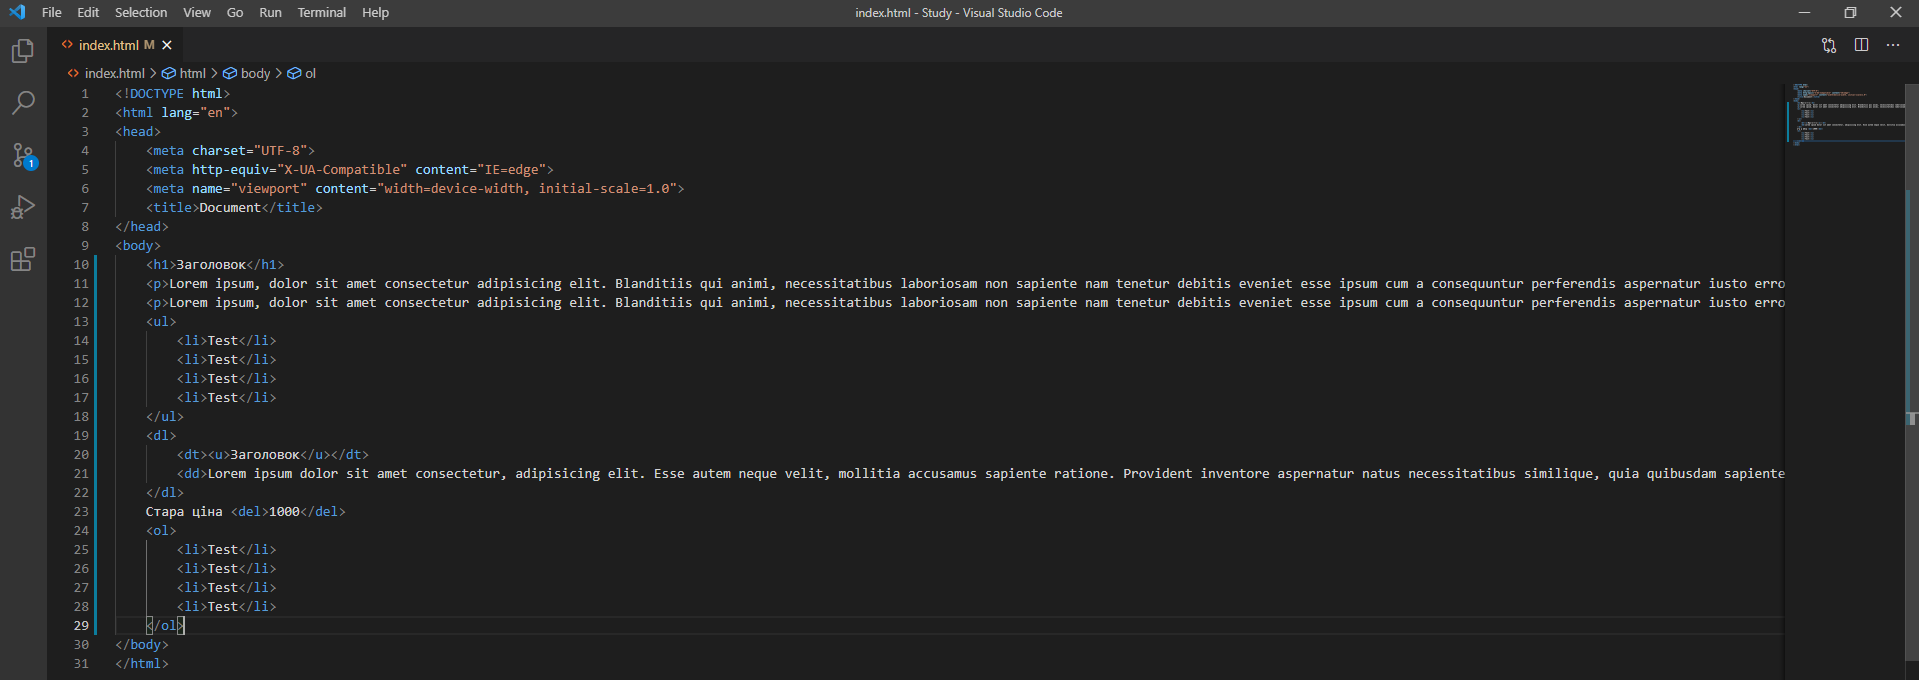 File Edit Selection View Go Run Terminal Help
index.html - Study - Visual Studio Code
index.html M
index.html > html > body > ol
1 <!DOCTYPE html>
2 <html lang="en">
3 <head>
4 <meta charset="UTF-8">
5 <meta http-equiv="X-UA-Compatible" content="IE=edge">
6 <meta name="viewport" content="width=device-width, initial-scale=1.0">
7 <title>Document</title>
8 </head>
9 <body>
10 <h1>Заголовок</h1>
11 <p>Lorem ipsum, dolor sit amet consectetur adipisicing elit. Blanditiis qui animi, necessitatibus laboriosam non sapiente nam tenetur debitis eveniet esse ipsum cum a consequuntur perferendis aspernatur iusto erro
12 <p>Lorem ipsum, dolor sit amet consectetur adipisicing elit. Blanditiis qui animi, necessitatibus laboriosam non sapiente nam tenetur debitis eveniet esse ipsum cum a consequuntur perferendis aspernatur iusto erro
13 <ul>
14 <li>Test</li>
15 <li>Test</li>
16 <li>Test</li>
17 <li>Test</li>
18 </ul>
19 <dl>
20 <dt><u>Заголовок</u></dt>
21 <dd>Lorem ipsum dolor sit amet consectetur, adipisicing elit. Esse autem neque velit, mollitia accusamus sapiente ratione. Provident inventore aspernatur natus necessitatibus similique, quia quibusdam sapiente
22 </dl>
23 Стара ціна <del>1000</del>
24 <ol>
25 <li>Test</li>
26 <li>Test</li>
27 <li>Test</li>
28 <li>Test</li>
29 </ol>
30 </body>
31 </html>
1